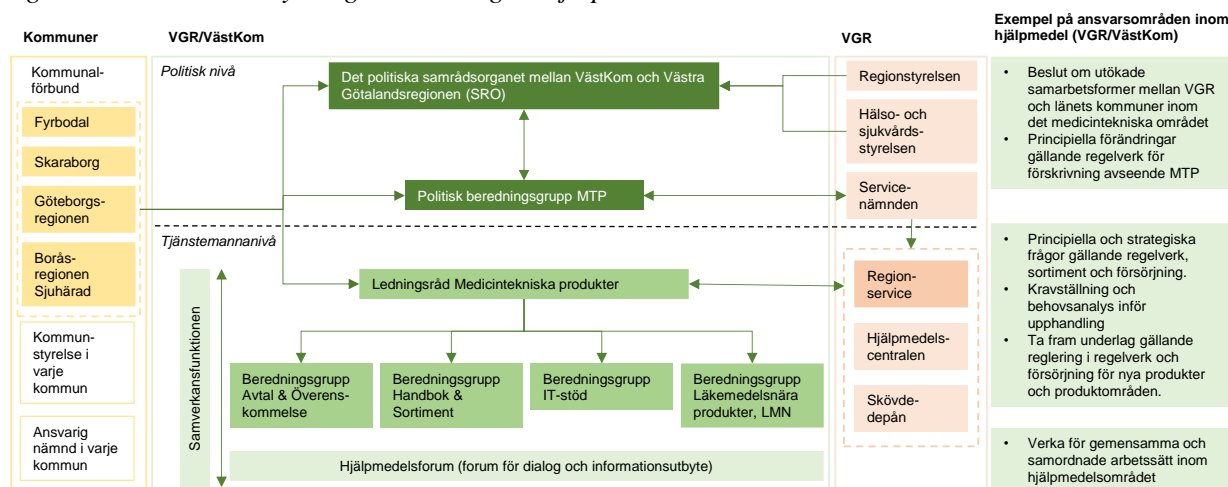 Kommuner
Kommunal-
förbund
Fyrbodal
Skaraborg
Göteborgs-
regionen
Borås-
regionen
Sjuhärad
Kommun-
styrelse i
varje
kommun
Ansvarig
nämnd i varje
kommun
VGR/VästKom
Politisk nivå
Det politiska samrådsorganet mellan VästKom och Västra
Götalandsregionen (SRO)
Politisk beredningsgrupp MTP
Tjänstemannanivå
Samverkansfunktionen
Ledningsråd Medicintekniska produkter
Beredningsgrupp
Avtal & Överens-
kommelse
Beredningsgrupp
Handbok &
Sortiment
Beredningsgrupp
IT-stöd
Beredningsgrupp
Läkemedelsnära
produkter, LMN
Hjälpmedelsforum (forum för dialog och informationsutbyte)
VGR
Regionstyrelsen
Hälso- och
sjukvårds-
styrelsen
Service-
nämnden
Region-
service
Hjälpmedels-
centralen
Skövde-
depån
Exempel på ansvarsområden inom
hjälpmedel (VGR/VästKom)
• Beslut om utökade
samarbetsformer mellan VGR
och länets kommuner inom
det medicintekniska området
• Principiella förändringar
gällande regelverk för
förskrivning avseende MTP
• Principiella och strategiska
frågor gällande regelverk,
sortiment och försörjning.
• Kravställning och
behovsanalys inför
upphandling
• Ta fram underlag gällande
reglering i regelverk och
försörjning för nya produkter
och produktområden.
• Verka för gemensamma och
samordnade arbetssätt inom
hjälpmedelsområdet